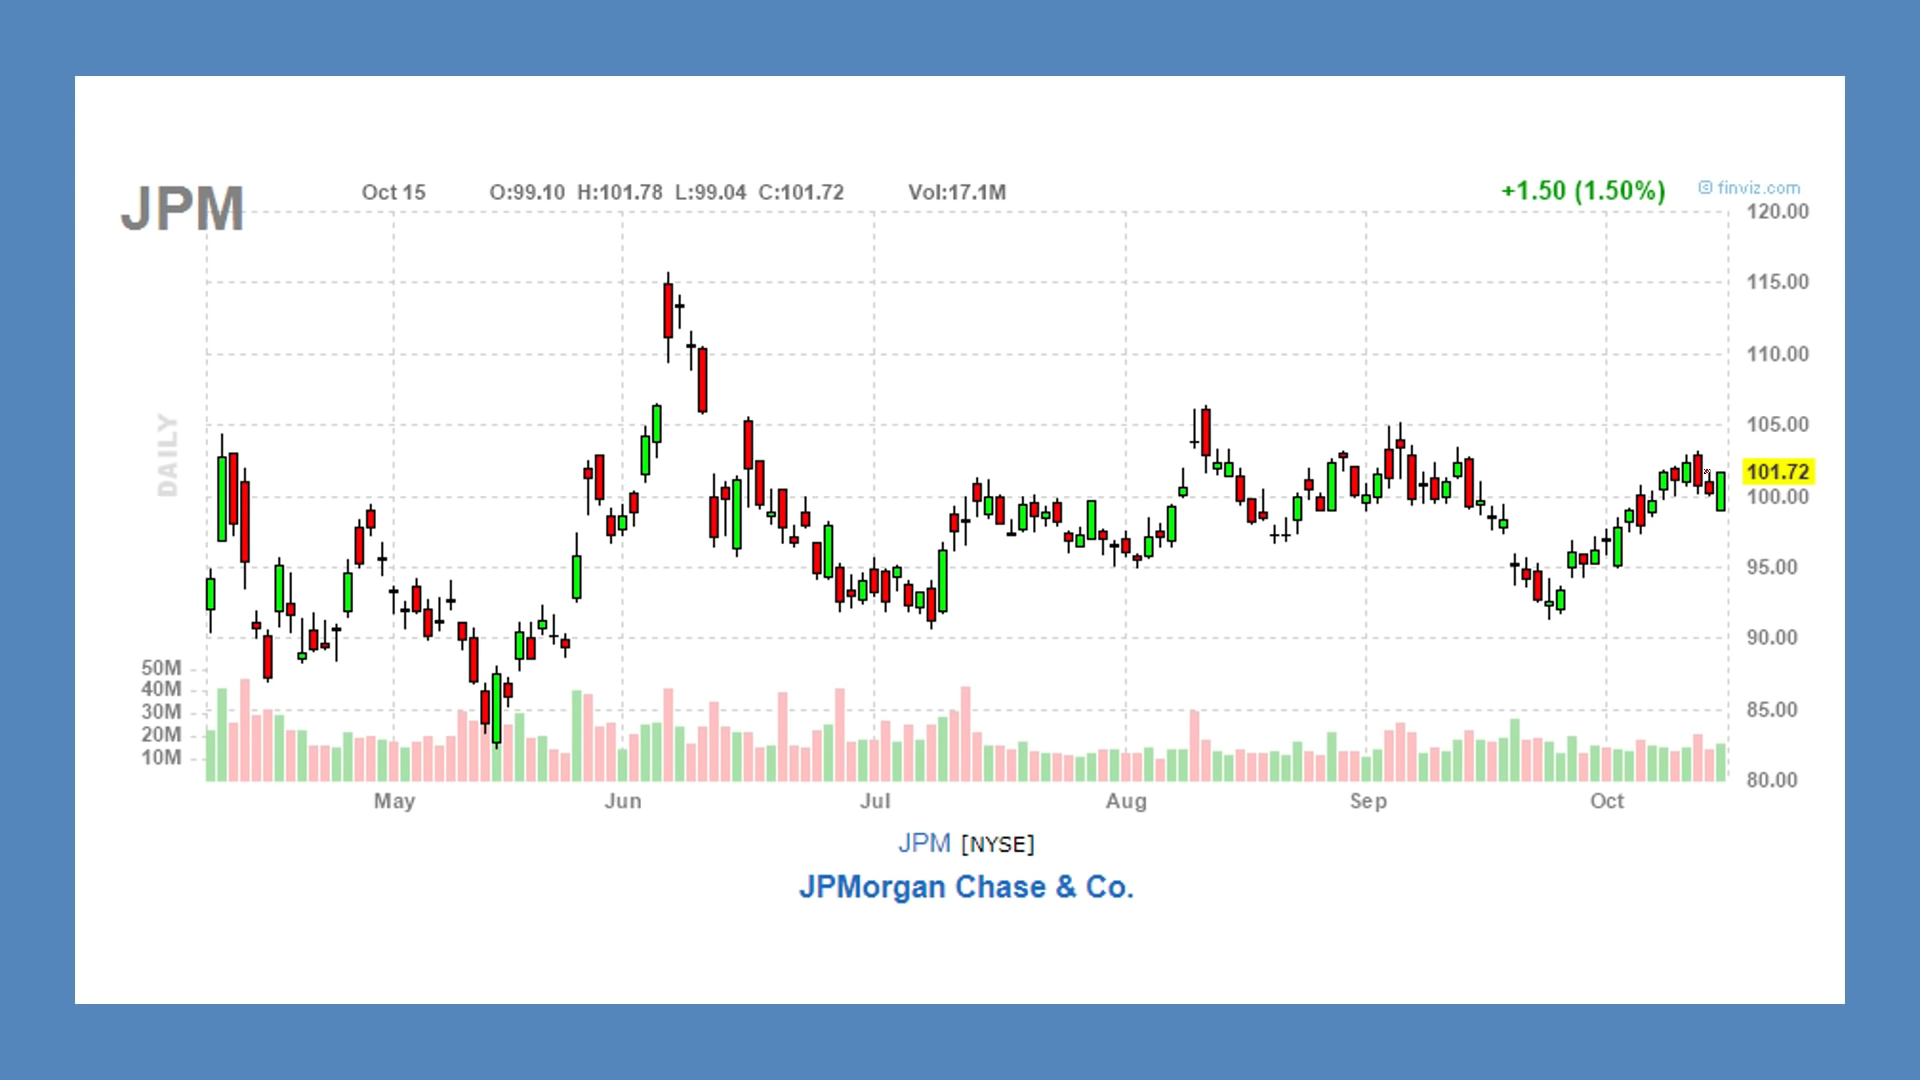 JPM
Oct 15 O:99.10 H:101.78 L:99.04 C:101.72 Vol:17.1M
+1.50 (1.50%)
© finviz.com
120.00
115.00
110.00
105.00
101.72
100.00
95.00
90.00
85.00
80.00
DAILY
50M
40M
30M
20M
10M
May Jun Jul Aug Sep Oct
JPM [NYSE]
JPMorgan Chase & Co.